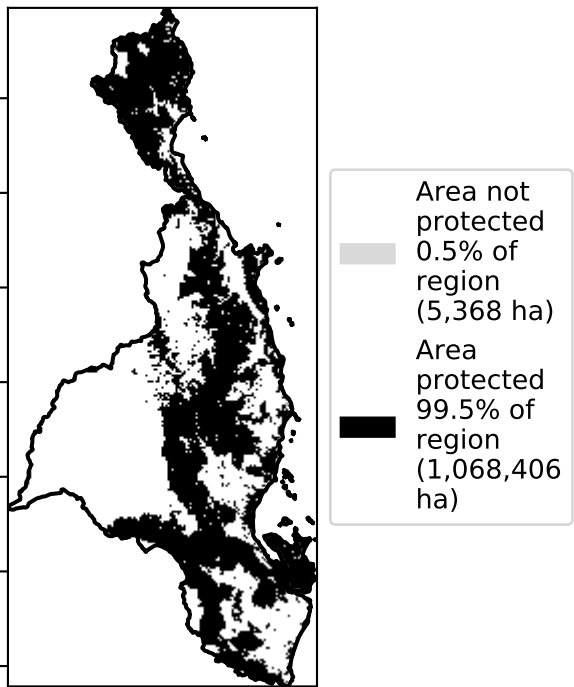 Area not
protected
0.5% of
region
(5,368 ha)
Area
protected
99.5% of
region
(1,068,406
ha)